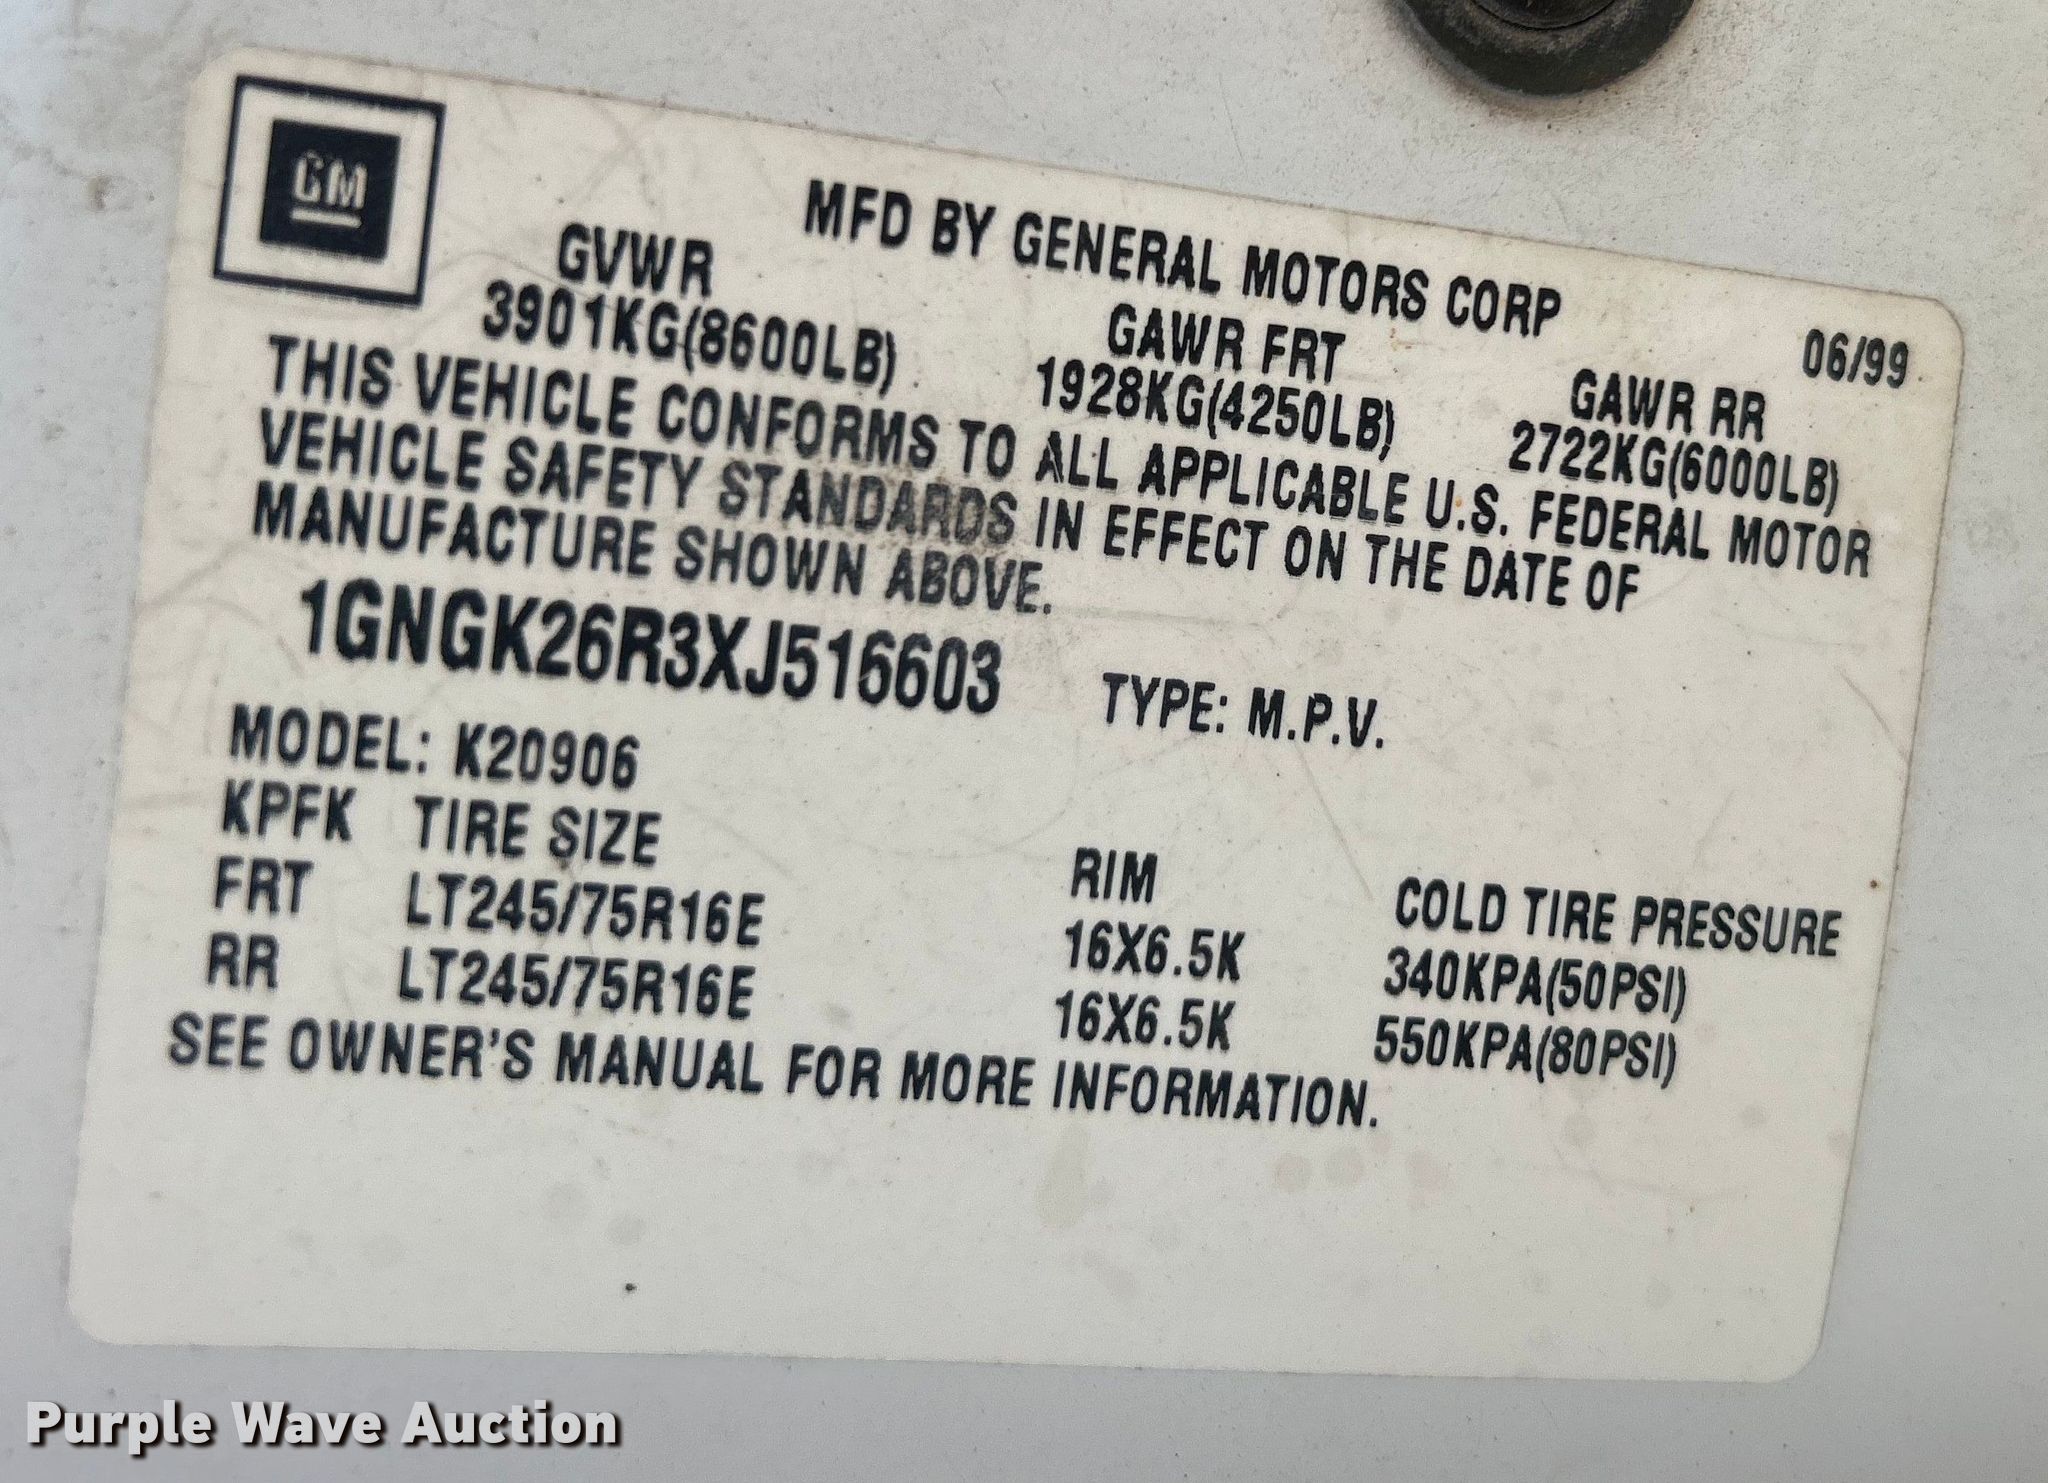 GM
MFD BY GENERAL MOTORS CORP 06/99
GVWR GAWR FRT GAWR RR
3901KG(8600LB) 1928KG(4250LB) 2722KG(6000LB)
THIS VEHICLE CONFORMS TO ALL APPLICABLE U.S. FEDERAL MOTOR
VEHICLE SAFETY STANDARDS IN EFFECT ON THE DATE OF
MANUFACTURE SHOWN ABOVE.
1GNGK26R3XJ516603 TYPE: M.P.V.
MODEL: K20906
KPFK TIRE SIZE RIM COLD TIRE PRESSURE
FRT LT245/75R16E 16X6.5K 340KPA(50PSI)
RR LT245/75R16E 16X6.5K 550KPA(80PSI)
SEE OWNER'S MANUAL FOR MORE INFORMATION.
Purple Wave Auction